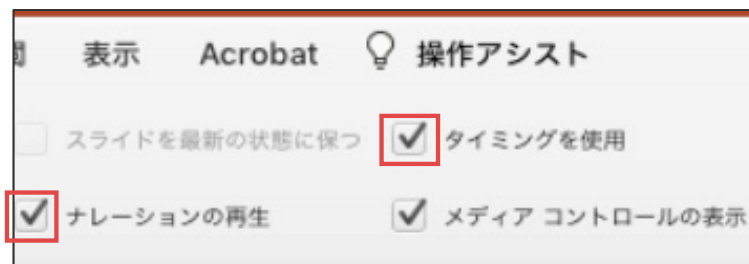 表示 Acrobat 操作アシスト
スライドを最新の状態に保つ タイミングを使用
ナレーションの再生 メディア コントロールの表示